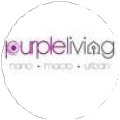 purpleliving
nano • macro • urban